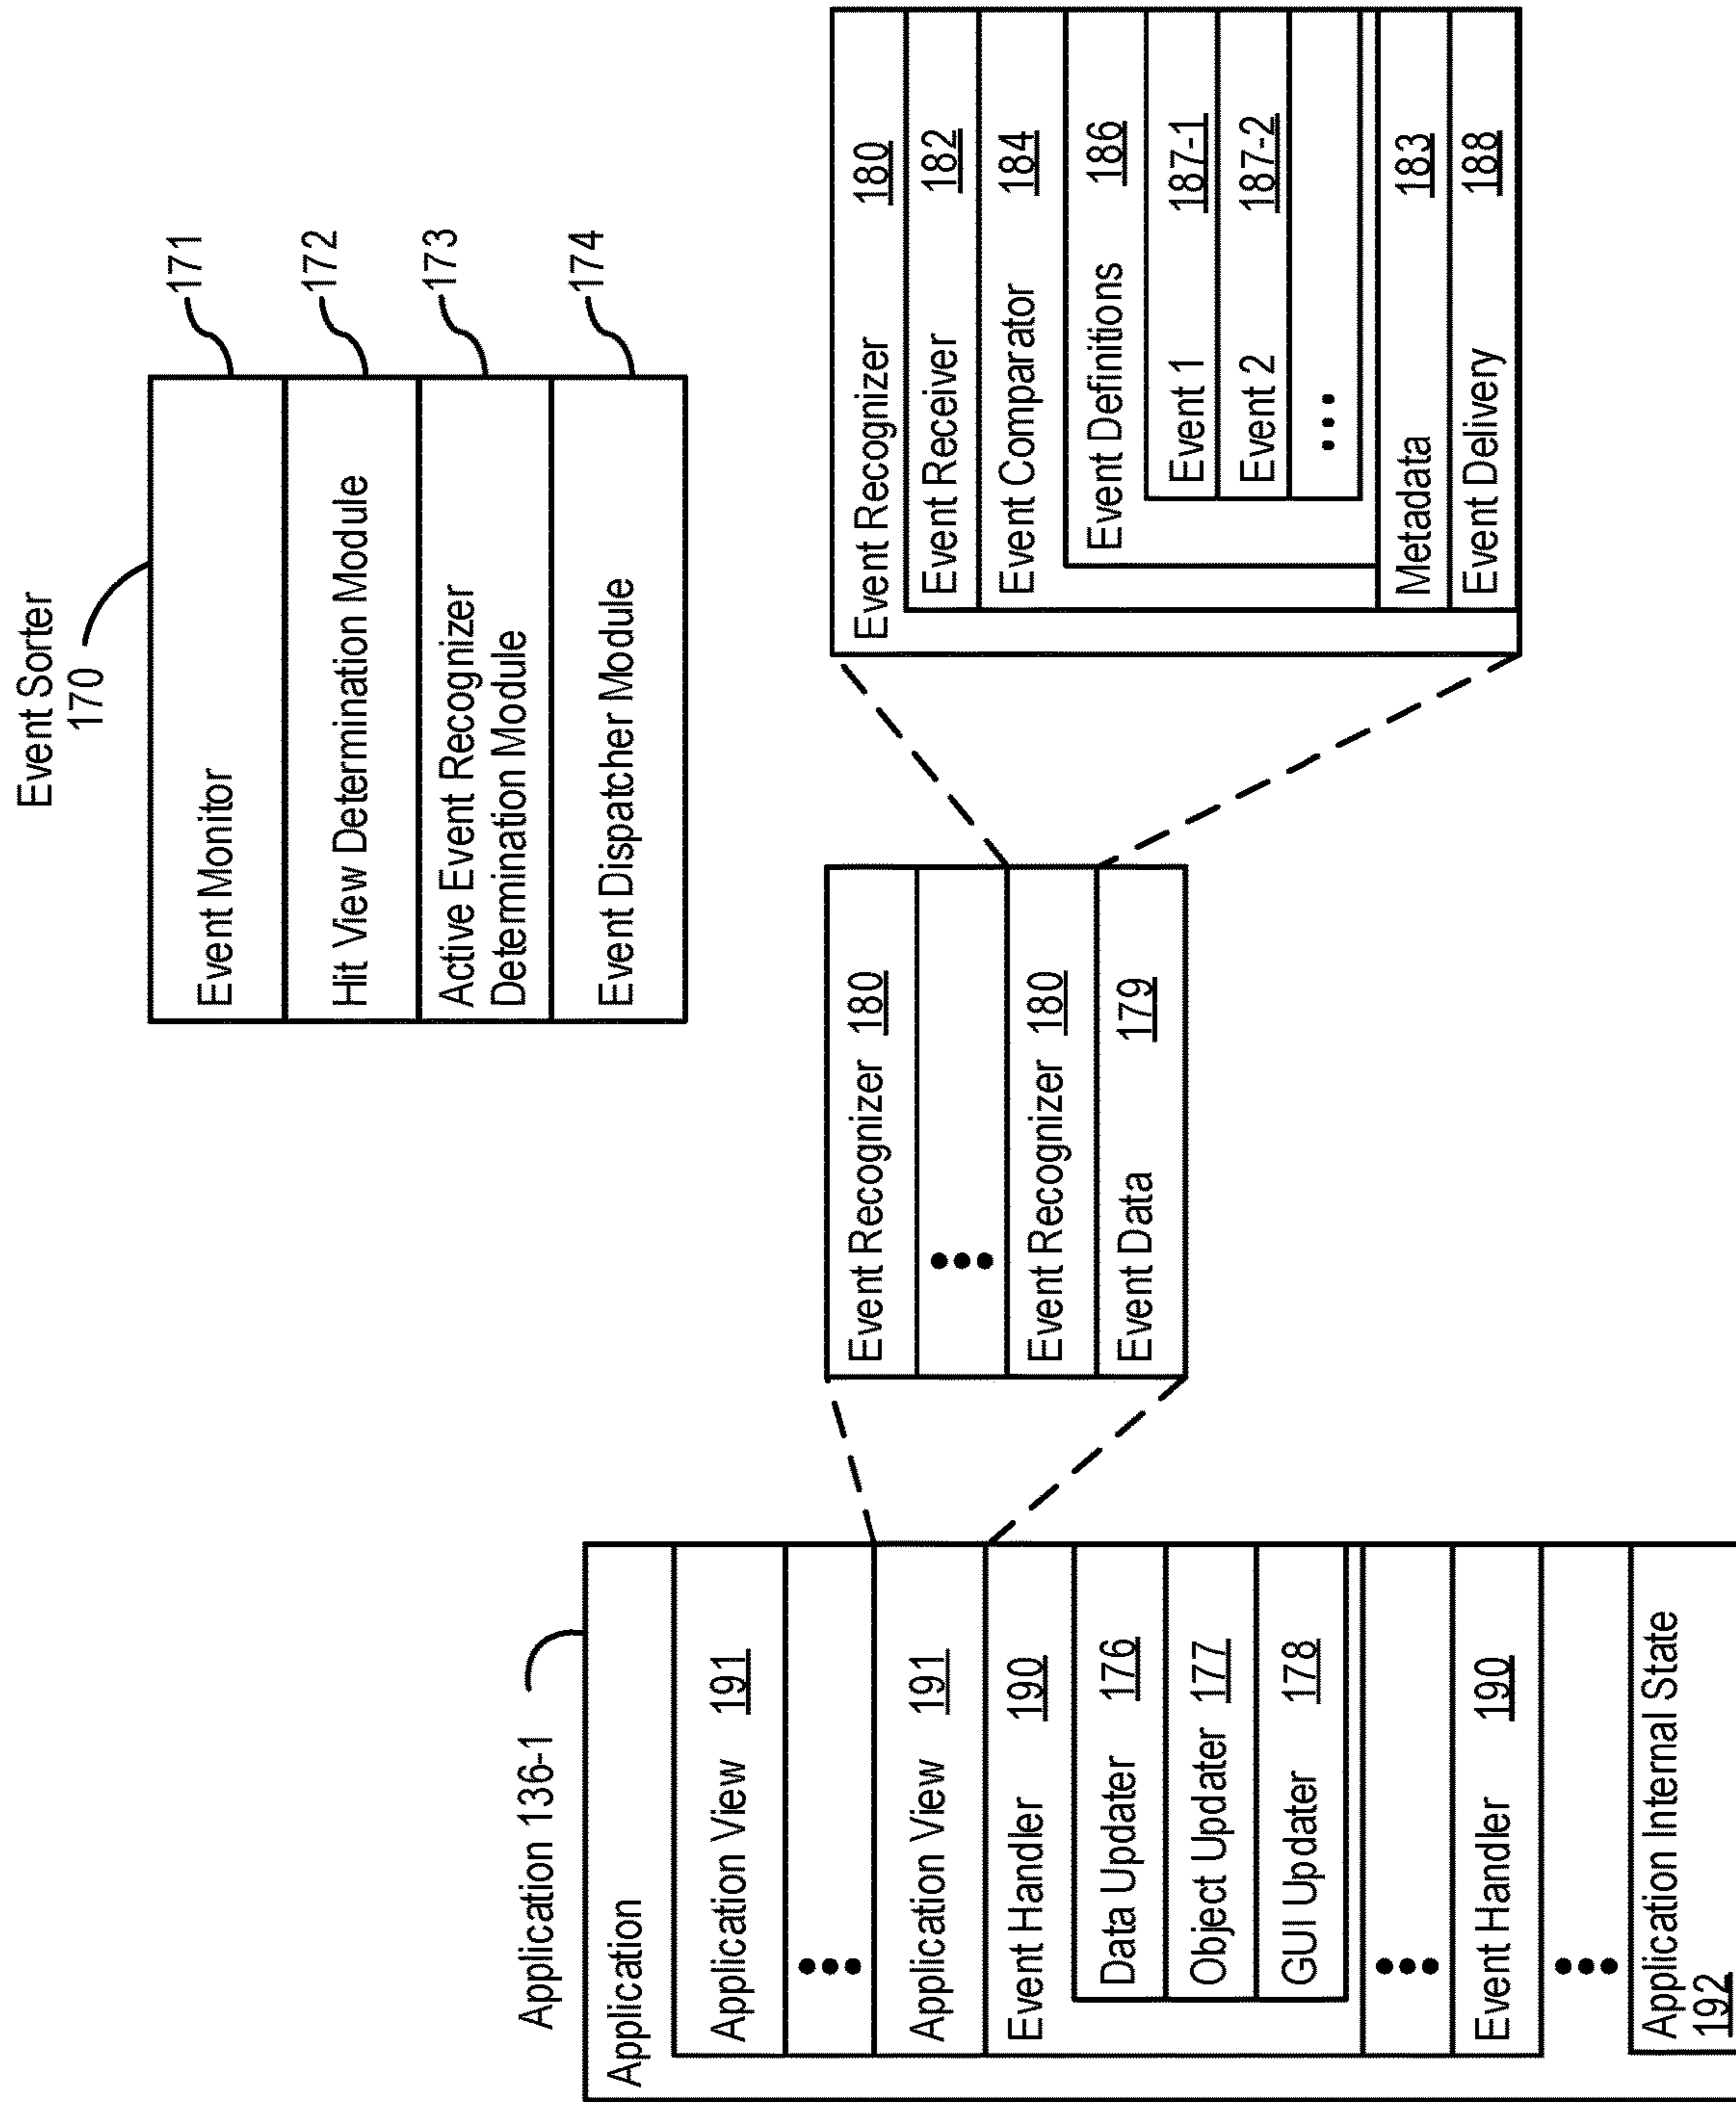 Event Sorter
170
Event Monitor
171
Hit View Determination Module
172
Active Event Recognizer
Determination Module
173
Event Dispatcher Module
174
Application 136-1
Application
Application View 191
•••
Application View 191
Event Handler 190
Data Updater 176
Object Updater 177
GUI Updater 178
•••
Event Handler 190
•••
Application Internal State
192
Event Recognizer 180
•••
Event Recognizer 180
Event Data 179
Event Recognizer 180
Event Receiver 182
Event Comparator 184
Event Definitions 186
Event 1 187-1
Event 2 187-2
•••
Metadata 183
Event Delivery 188